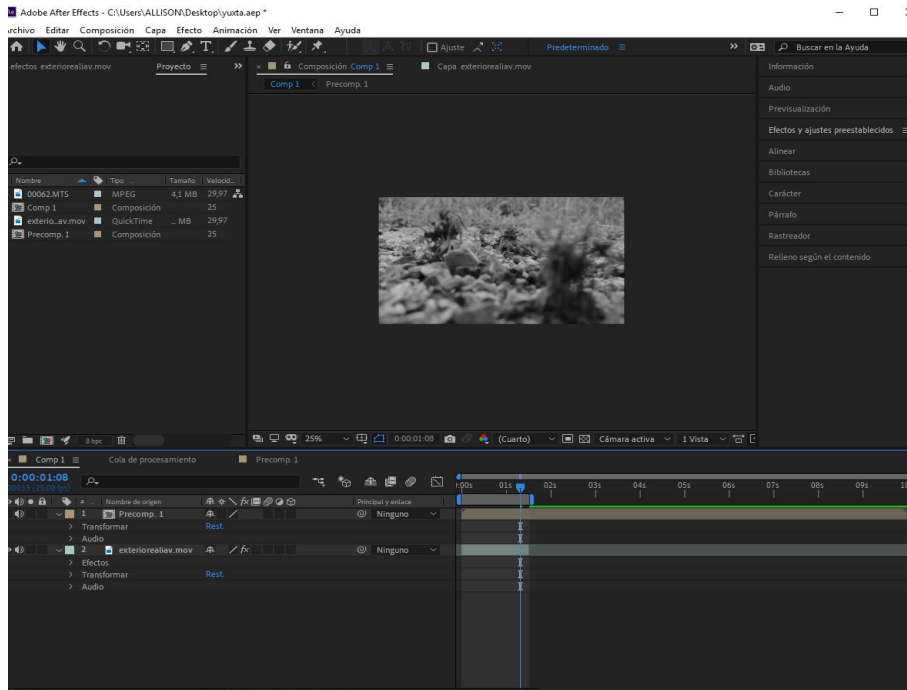 Adobe After Effects - C:\Users\ALLISON\Desktop\yuxta.aep *
rchivo Editar Composición Capa Efecto Animación Ver Ventana Ayuda
Ajuste
Predeterminado
Buscar en la Ayuda
efectos exteriorealiav.mov
Proyecto
Composición Comp 1
Capa exteriorealiav.mov
Comp 1 Precomp. 1
Nombre Tipo Tamaño Velocid...
00062.MTS MPEG 4,1 MB 29,97
Comp 1 Composición 25
exterio...av.mov QuickTime ... MB 29,97
Precomp. 1 Composición 25
8 bpc
25%
0:00:01:08
(Cuarto)
Cámara activa
1 Vista
Información
Audio
Previsualización
Efectos y ajustes preestablecidos
Alinear
Bibliotecas
Carácter
Párrafo
Rastreador
Relleno según el contenido
Comp 1
Cola de procesamiento
Precomp. 1
0:00:01:08
00033 (25.00 fps)
# Nombre de origen
Principal y enlace
1 Precomp. 1 Ninguno
Transformar Rest.
Audio
2 exteriorealiav.mov Ninguno
Efectos
Transformar Rest.
Audio
:00s 01s 02s 03s 04s 05s 06s 07s 08s 09s 10